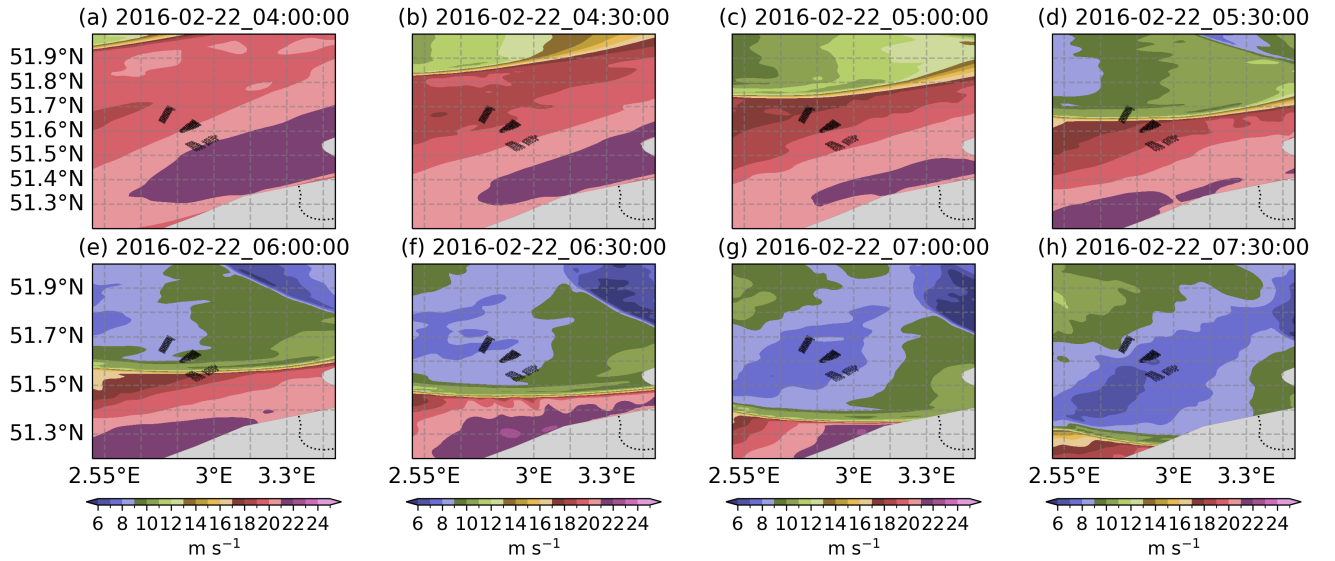 (a) 2016-02-22_04:00:00
(b) 2016-02-22_04:30:00
(c) 2016-02-22_05:00:00
(d) 2016-02-22_05:30:00
51.9°N
51.8°N
51.7°N
51.6°N
51.5°N
51.4°N
51.3°N
(e) 2016-02-22_06:00:00
(f) 2016-02-22_06:30:00
(g) 2016-02-22_07:00:00
(h) 2016-02-22_07:30:00
51.9°N
51.7°N
51.5°N
51.3°N
2.55°E 3°E 3.3°E
2.55°E 3°E 3.3°E
2.55°E 3°E 3.3°E
2.55°E 3°E 3.3°E
6 8 10 12 14 16 18 20 22 24
6 8 10 12 14 16 18 20 22 24
6 8 10 12 14 16 18 20 22 24
6 8 10 12 14 16 18 20 22 24
m s⁻¹
m s⁻¹
m s⁻¹
m s⁻¹